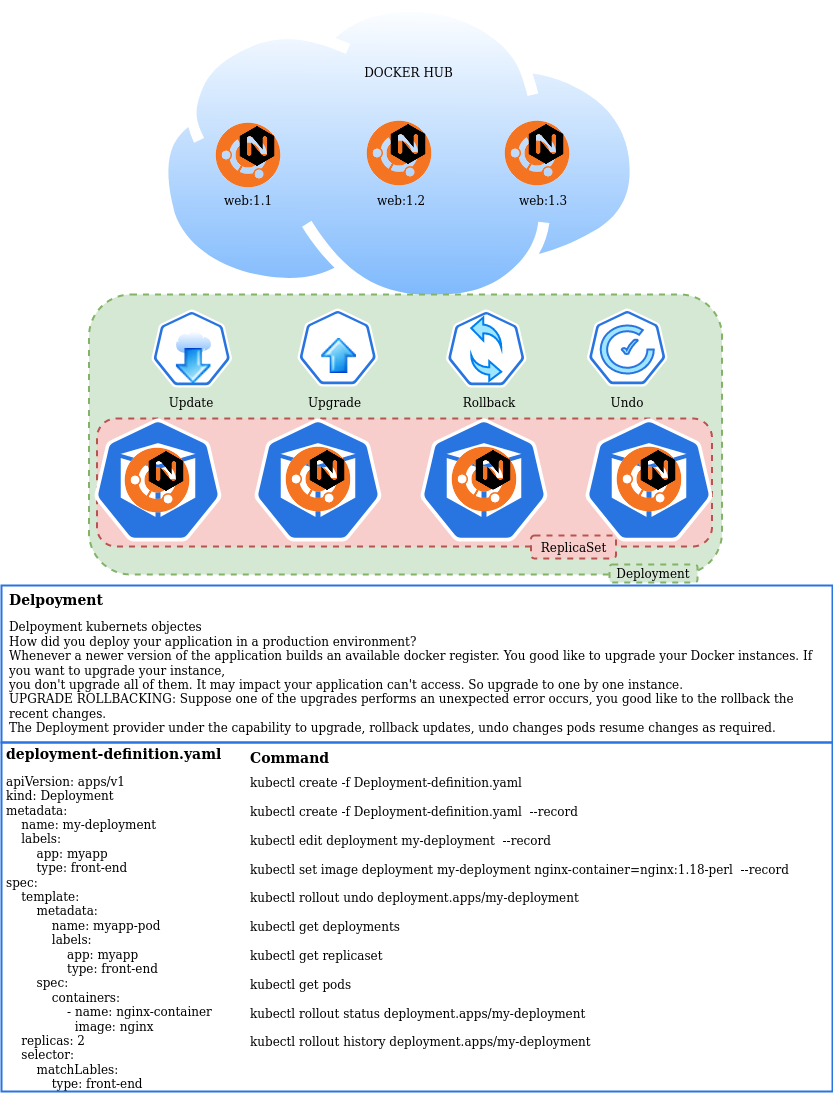 DOCKER HUB
web:1.1
web:1.2
web:1.3
Update
Upgrade
Rollback
Undo
ReplicaSet
Deployment
Delpoyment
Delpoyment kubernets objectes
How did you deploy your application in a production environment?
Whenever a newer version of the application builds an available docker register. You good like to upgrade your Docker instances. If
you want to upgrade your instance,
you don't upgrade all of them. It may impact your application can't access. So upgrade to one by one instance.
UPGRADE ROLLBACKING: Suppose one of the upgrades performs an unexpected error occurs, you good like to the rollback the
recent changes.
The Deployment provider under the capability to upgrade, rollback updates, undo changes pods resume changes as required.
deployment-definition.yaml
apiVersion: apps/v1
kind: Deployment
metadata:
    name: my-deployment
    labels:
        app: myapp
        type: front-end
spec:
    template:
        metadata:
            name: myapp-pod
            labels:
                app: myapp
                type: front-end
        spec:
            containers:
                - name: nginx-container
                  image: nginx
    replicas: 2
    selector:
        matchLables:
            type: front-end
Command
kubectl create -f Deployment-definition.yaml
kubectl create -f Deployment-definition.yaml  --record
kubectl edit deployment my-deployment  --record
kubectl set image deployment my-deployment nginx-container=nginx:1.18-perl  --record
kubectl rollout undo deployment.apps/my-deployment
kubectl get deployments
kubectl get replicaset
kubectl get pods
kubectl rollout status deployment.apps/my-deployment
kubectl rollout history deployment.apps/my-deployment